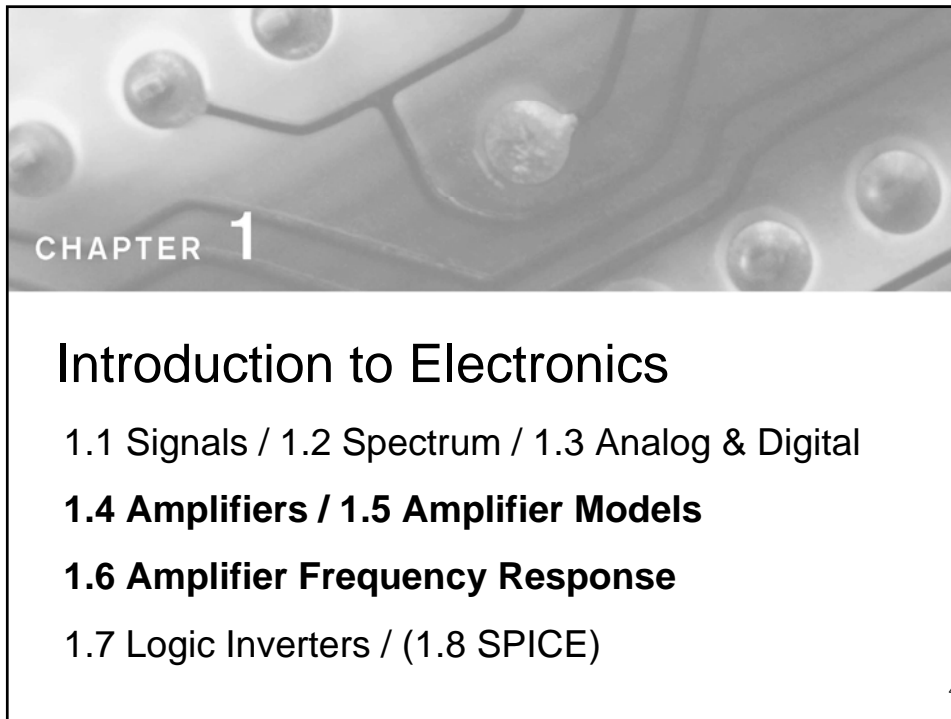 CHAPTER 1
Introduction to Electronics
1.1 Signals / 1.2 Spectrum / 1.3 Analog & Digital
1.4 Amplifiers / 1.5 Amplifier Models
1.6 Amplifier Frequency Response
1.7 Logic Inverters / (1.8 SPICE)